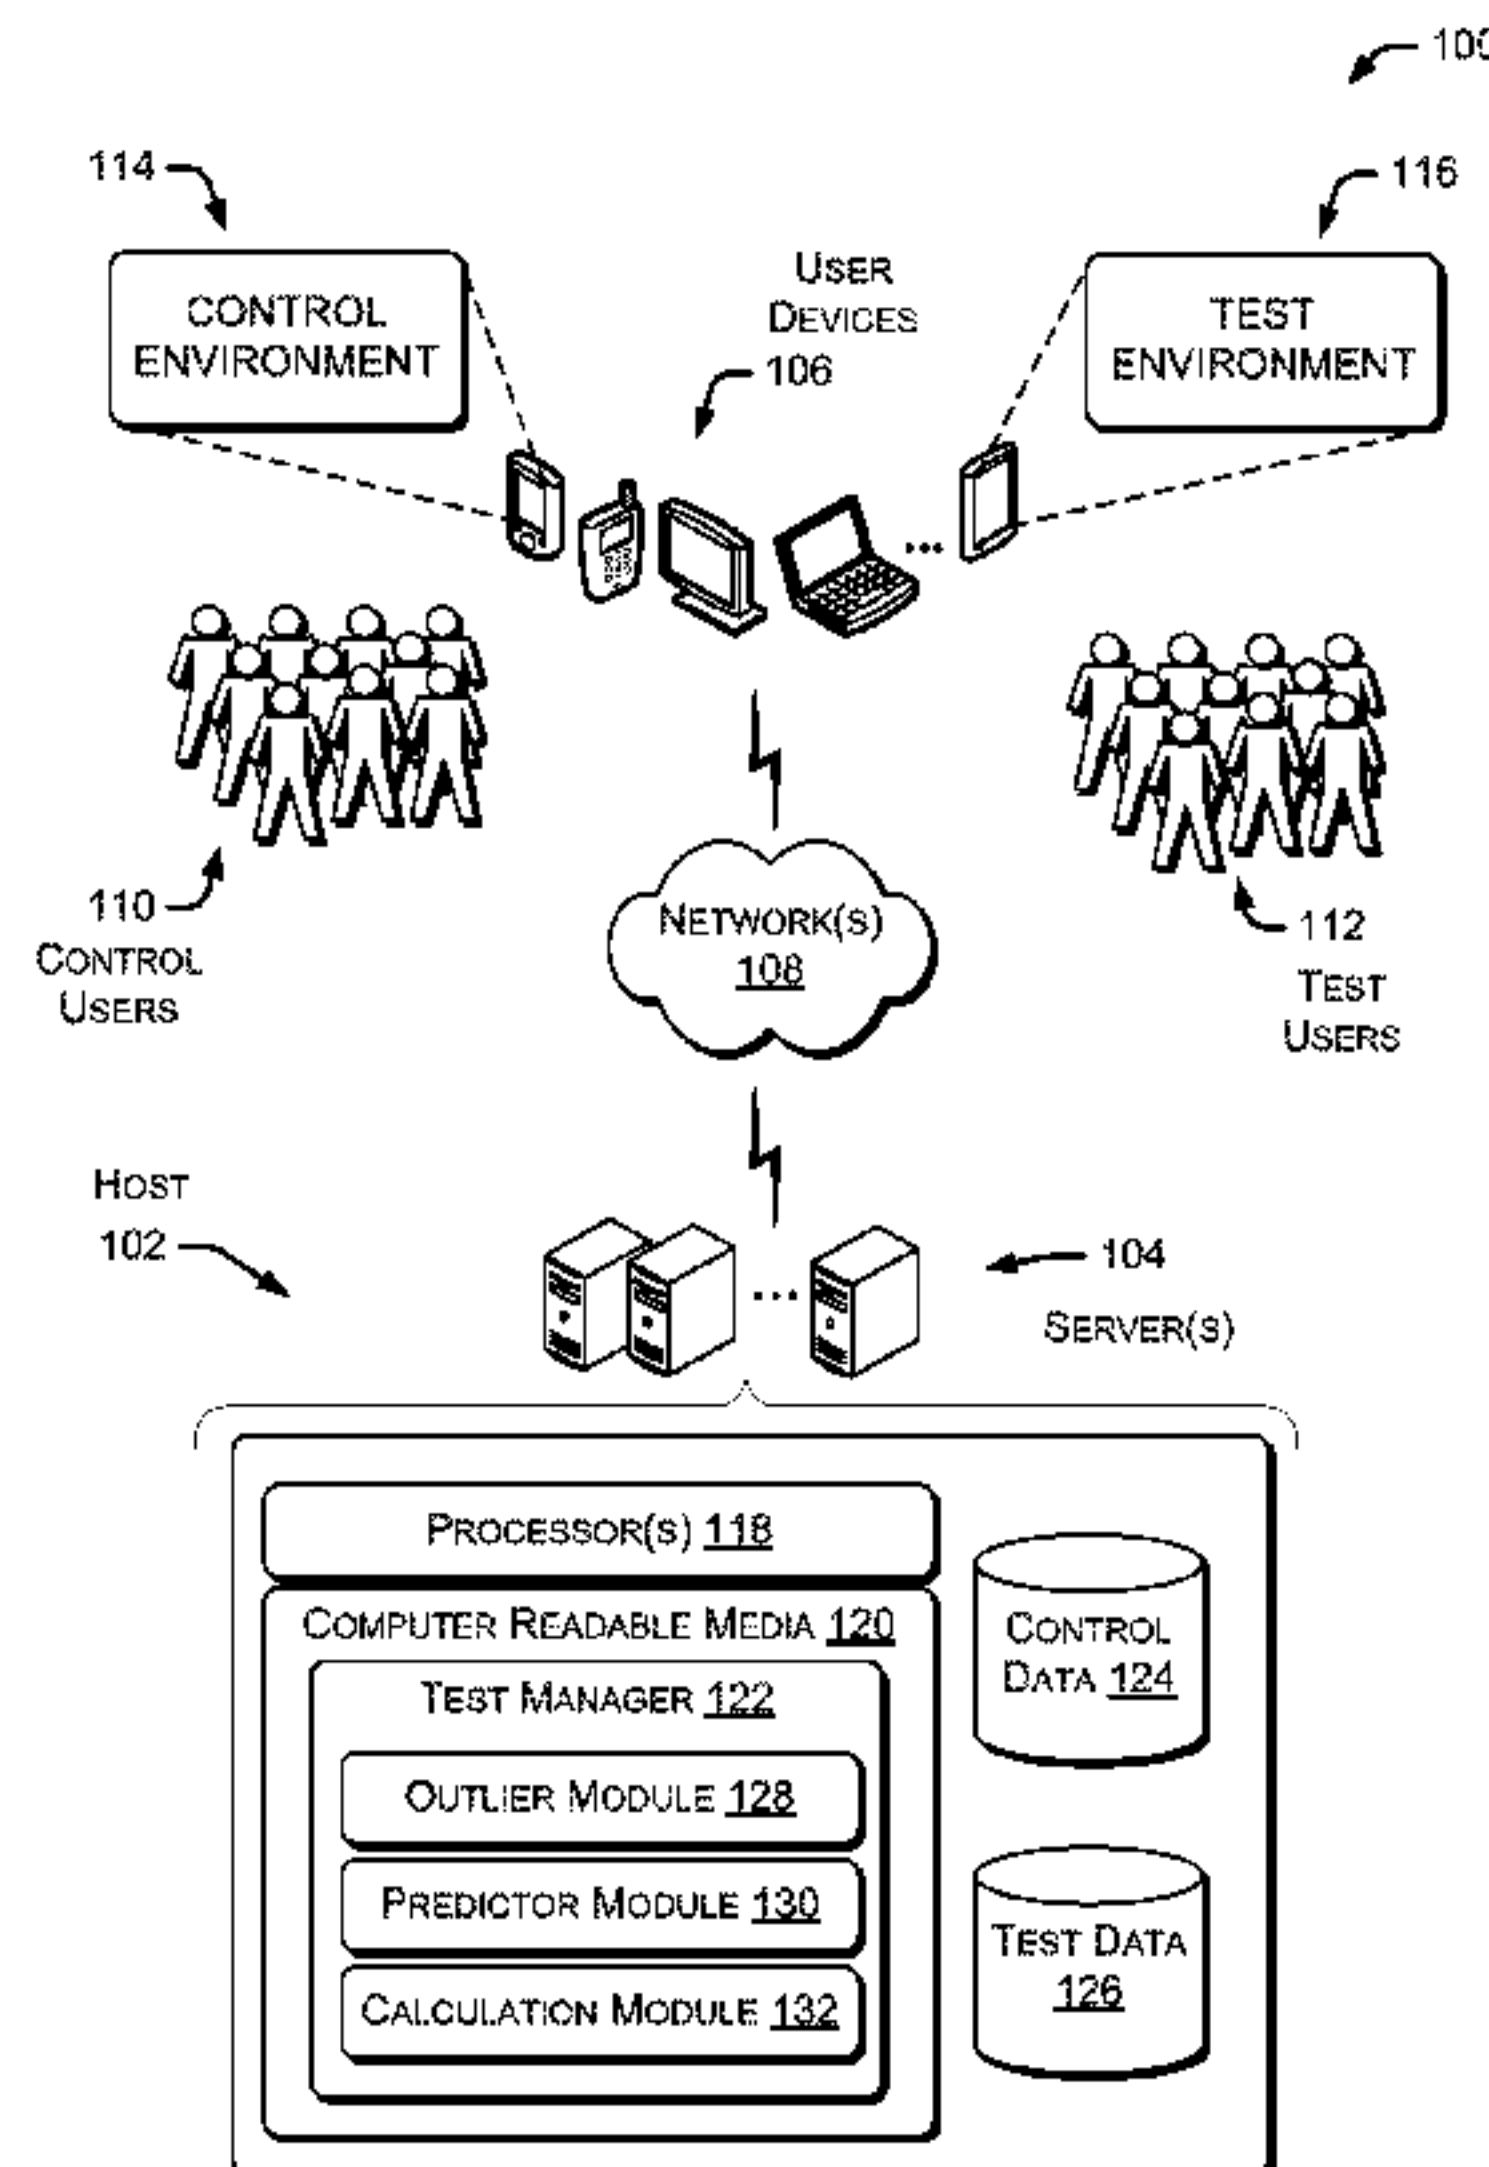 100
114
116
CONTROL
ENVIRONMENT
USER
DEVICES
106
TEST
ENVIRONMENT
110
CONTROL
USERS
NETWORK(S)
108
112
TEST
USERS
HOST
102
104
SERVER(S)
PROCESSOR(S) 118
COMPUTER READABLE MEDIA 120
TEST MANAGER 122
OUTLIER MODULE 128
PREDICTOR MODULE 130
CALCULATION MODULE 132
CONTROL
DATA 124
TEST DATA
126